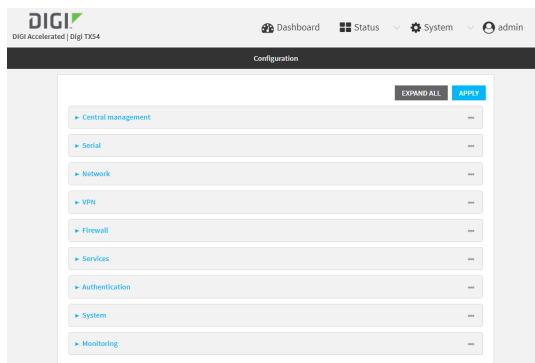 DIGI
Dashboard
Status
System
admin
DIGI Accelerated | Digi TX54
Configuration
EXPAND ALL
APPLY
Central management
Serial
Network
VPN
Firewall
Services
Authentication
System
Monitoring